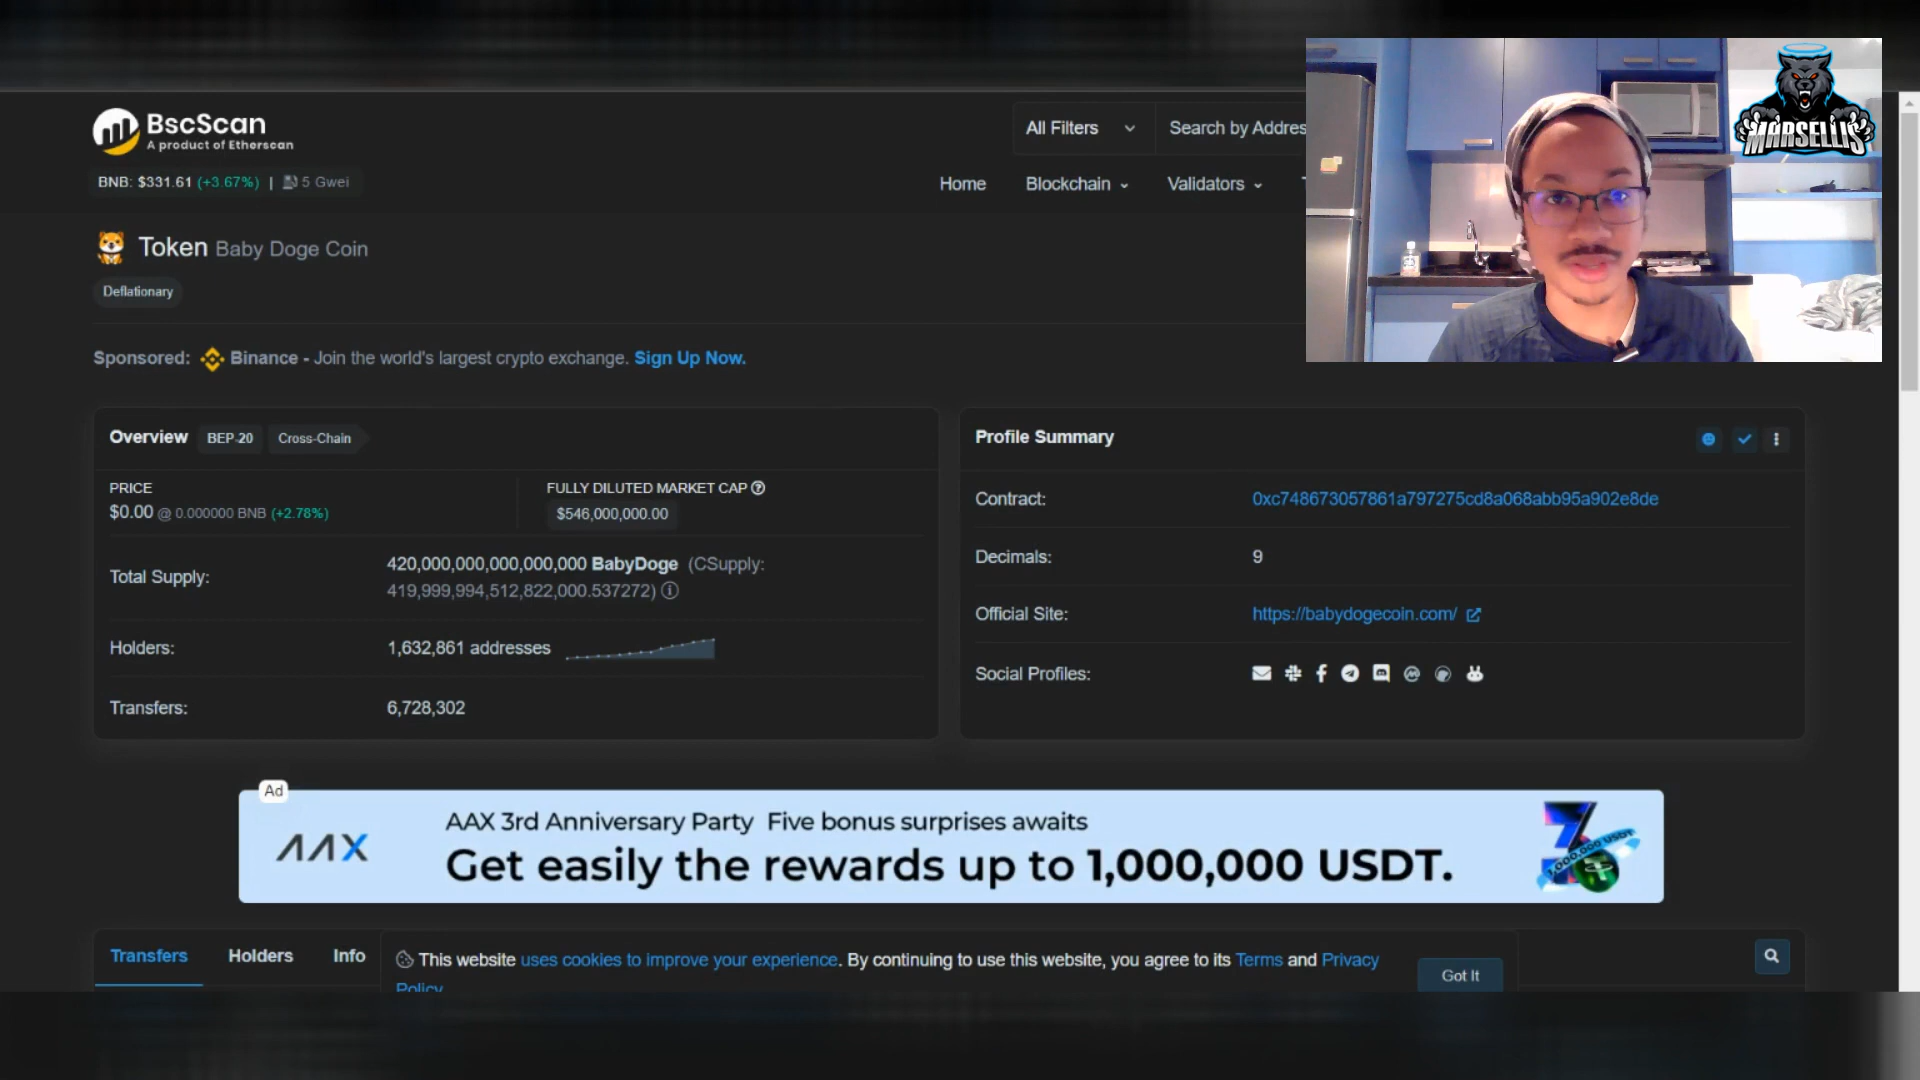 BscScan
A product of Etherscan
BNB: $331.61 (+3.67%) | 5 Gwei
All Filters
Search by Addres
Home
Blockchain
Validators
MARSELLIS
Token Baby Doge Coin
Deflationary
Sponsored: Binance - Join the world's largest crypto exchange. Sign Up Now.
Overview BEP-20 Cross-Chain
PRICE
$0.00 @ 0.000000 BNB (+2.78%)
FULLY DILUTED MARKET CAP
$546,000,000.00
Total Supply:
420,000,000,000,000,000 BabyDoge (CSupply:
419,999,994,512,822,000.537272)
Holders:
1,632,861 addresses
Transfers:
6,728,302
Profile Summary
Contract:
0xc748673057861a797275cd8a068abb95a902e8de
Decimals:
9
Official Site:
https://babydogecoin.com/
Social Profiles:
Ad
AAX
AAX 3rd Anniversary Party Five bonus surprises awaits
Get easily the rewards up to 1,000,000 USDT.
1,000,000 USDT
Transfers
Holders
Info
This website uses cookies to improve your experience. By continuing to use this website, you agree to its Terms and Privacy
Policy
Got It